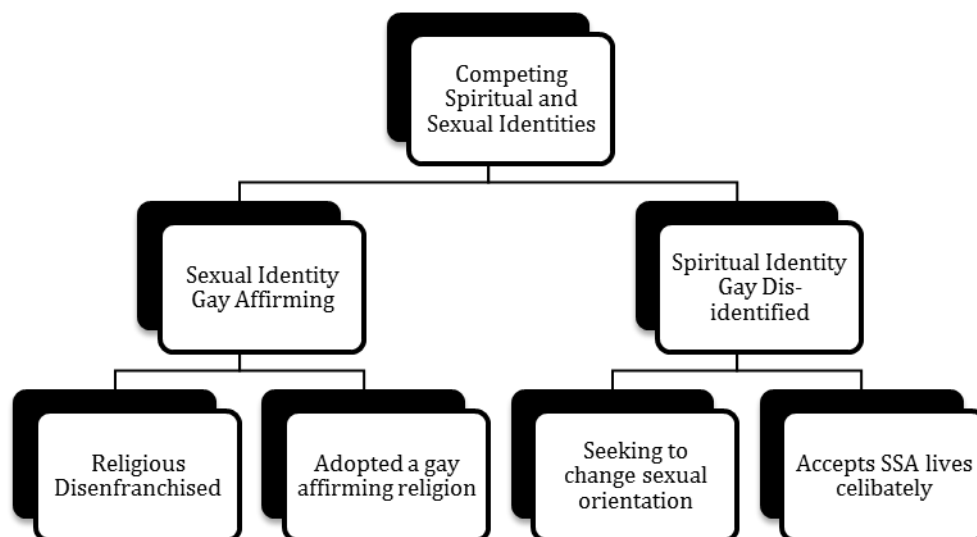 Competing
Spiritual and
Sexual Identities
Sexual Identity
Gay Affirming
Spiritual Identity
Gay Dis-
identified
Religious
Disenfranchised
Adopted a gay
affirming religion
Seeking to
change sexual
orientation
Accepts SSA lives
celibately